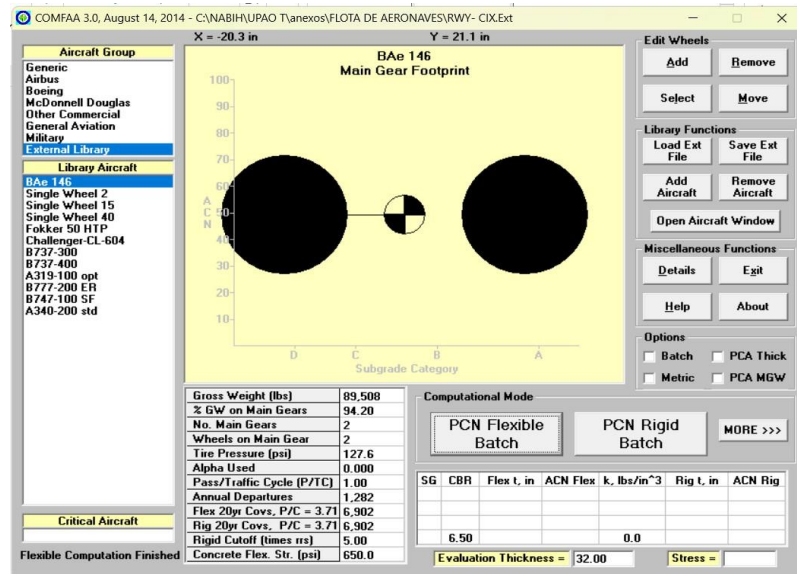 COMFAA 3.0, August 14, 2014 - C:\NABIH\UPAO T\anexos\FLOTA DE AERONAVES\RWY- CIX.Ext
X = -20.3 in Y = 21.1 in
Aircraft Group
Generic
Airbus
Boeing
McDonnell Douglas
Other Commercial
General Aviation
Military
External Library
Library Aircraft
BAe 146
Single Wheel 2
Single Wheel 15
Single Wheel 40
Fokker 50 HTP
Challenger-CL-604
B737-300
B737-400
A319-100 opt
B777-200 ER
B747-100 SF
A340-200 std
Critical Aircraft
Flexible Computation Finished
BAe 146
Main Gear Footprint
100
90
80
70
60
50
40
30
20
10
A
C
N
D C B A
Subgrade Category
Gross Weight (lbs) 89,508
% GW on Main Gears 94.20
No. Main Gears 2
Wheels on Main Gear 2
Tire Pressure (psi) 127.6
Alpha Used 0.000
Pass/Traffic Cycle (P/TC) 1.00
Annual Departures 1,282
Flex 20yr Covs, P/C = 3.71 6,902
Rig 20yr Covs, P/C = 3.71 6,902
Rigid Cutoff (times rrs) 5.00
Concrete Flex. Str. (psi) 650.0
Edit Wheels
Add Remove
Select Move
Library Functions
Load Ext File Save Ext File
Add Aircraft Remove Aircraft
Open Aircraft Window
Miscellaneous Functions
Details Exit
Help About
Options
Batch PCA Thick
Metric PCA MGW
Computational Mode
PCN Flexible Batch PCN Rigid Batch MORE >>>
SG CBR Flex t, in ACN Flex k, lbs/in^3 Rig t, in ACN Rig
6.50 0.0
Evaluation Thickness = 32.00 Stress =